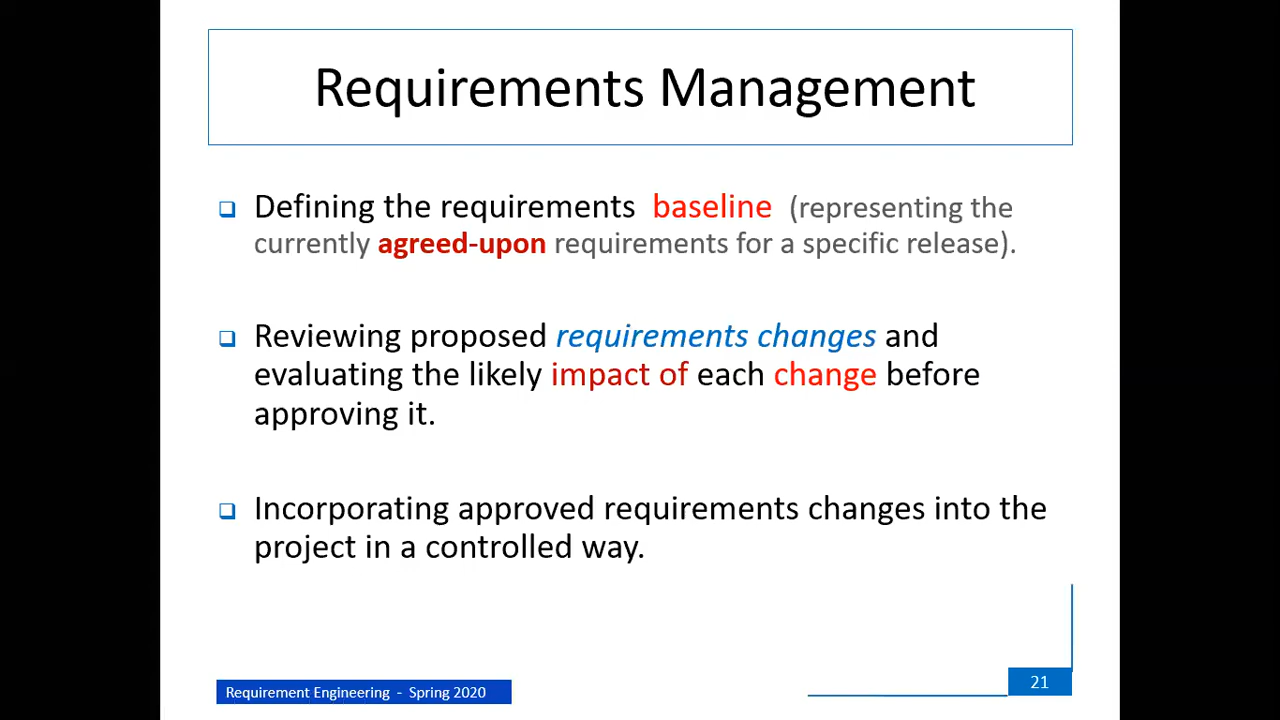 Requirements Management
Defining the requirements baseline (representing the
currently agreed-upon requirements for a specific release).
Reviewing proposed requirements changes and
evaluating the likely impact of each change before
approving it.
Incorporating approved requirements changes into the
project in a controlled way.
Requirement Engineering - Spring 2020
21